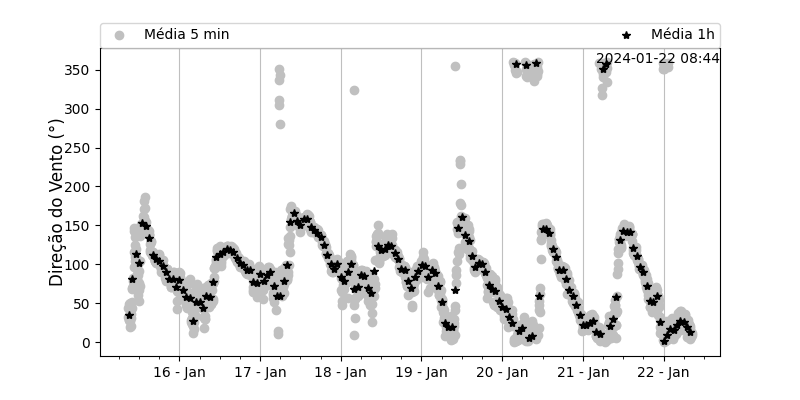 Média 5 min
Média 1h
2024-01-22 08:44
Direção do Vento (°)
350
300
250
200
150
100
50
0
16 - Jan
17 - Jan
18 - Jan
19 - Jan
20 - Jan
21 - Jan
22 - Jan